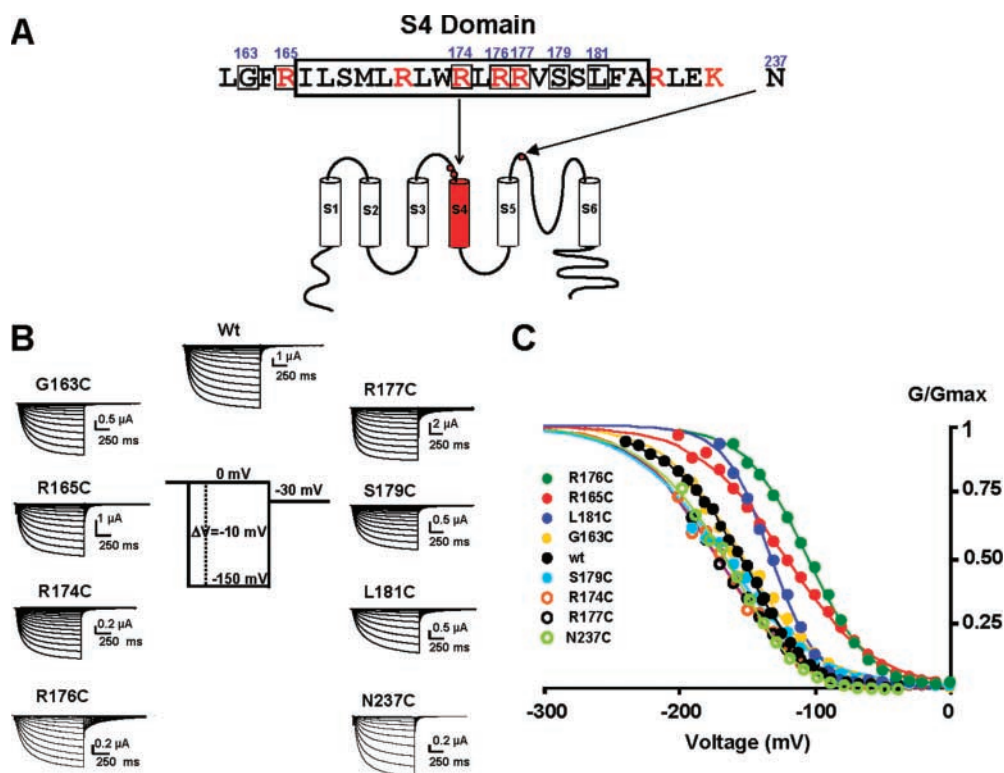 A
S4 Domain
163 165 174 176 177 179 181 237
LGFRILSMLRLWRLRRVSSLFARLEK N
S1 S2 S3 S4 S5 S6
B
Wt
1 µA
250 ms
G163C
0.5 µA
250 ms
R165C
1 µA
250 ms
R174C
0.2 µA
250 ms
R176C
0.2 µA
250 ms
0 mV
-30 mV
ΔV=-10 mV
-150 mV
R177C
2 µA
250 ms
S179C
0.5 µA
250 ms
L181C
0.5 µA
250 ms
N237C
0.2 µA
250 ms
C
G/Gmax
1
0.75
0.50
0.25
R176C
R165C
L181C
G163C
wt
S179C
R174C
R177C
N237C
-300 -200 -100 0
Voltage (mV)